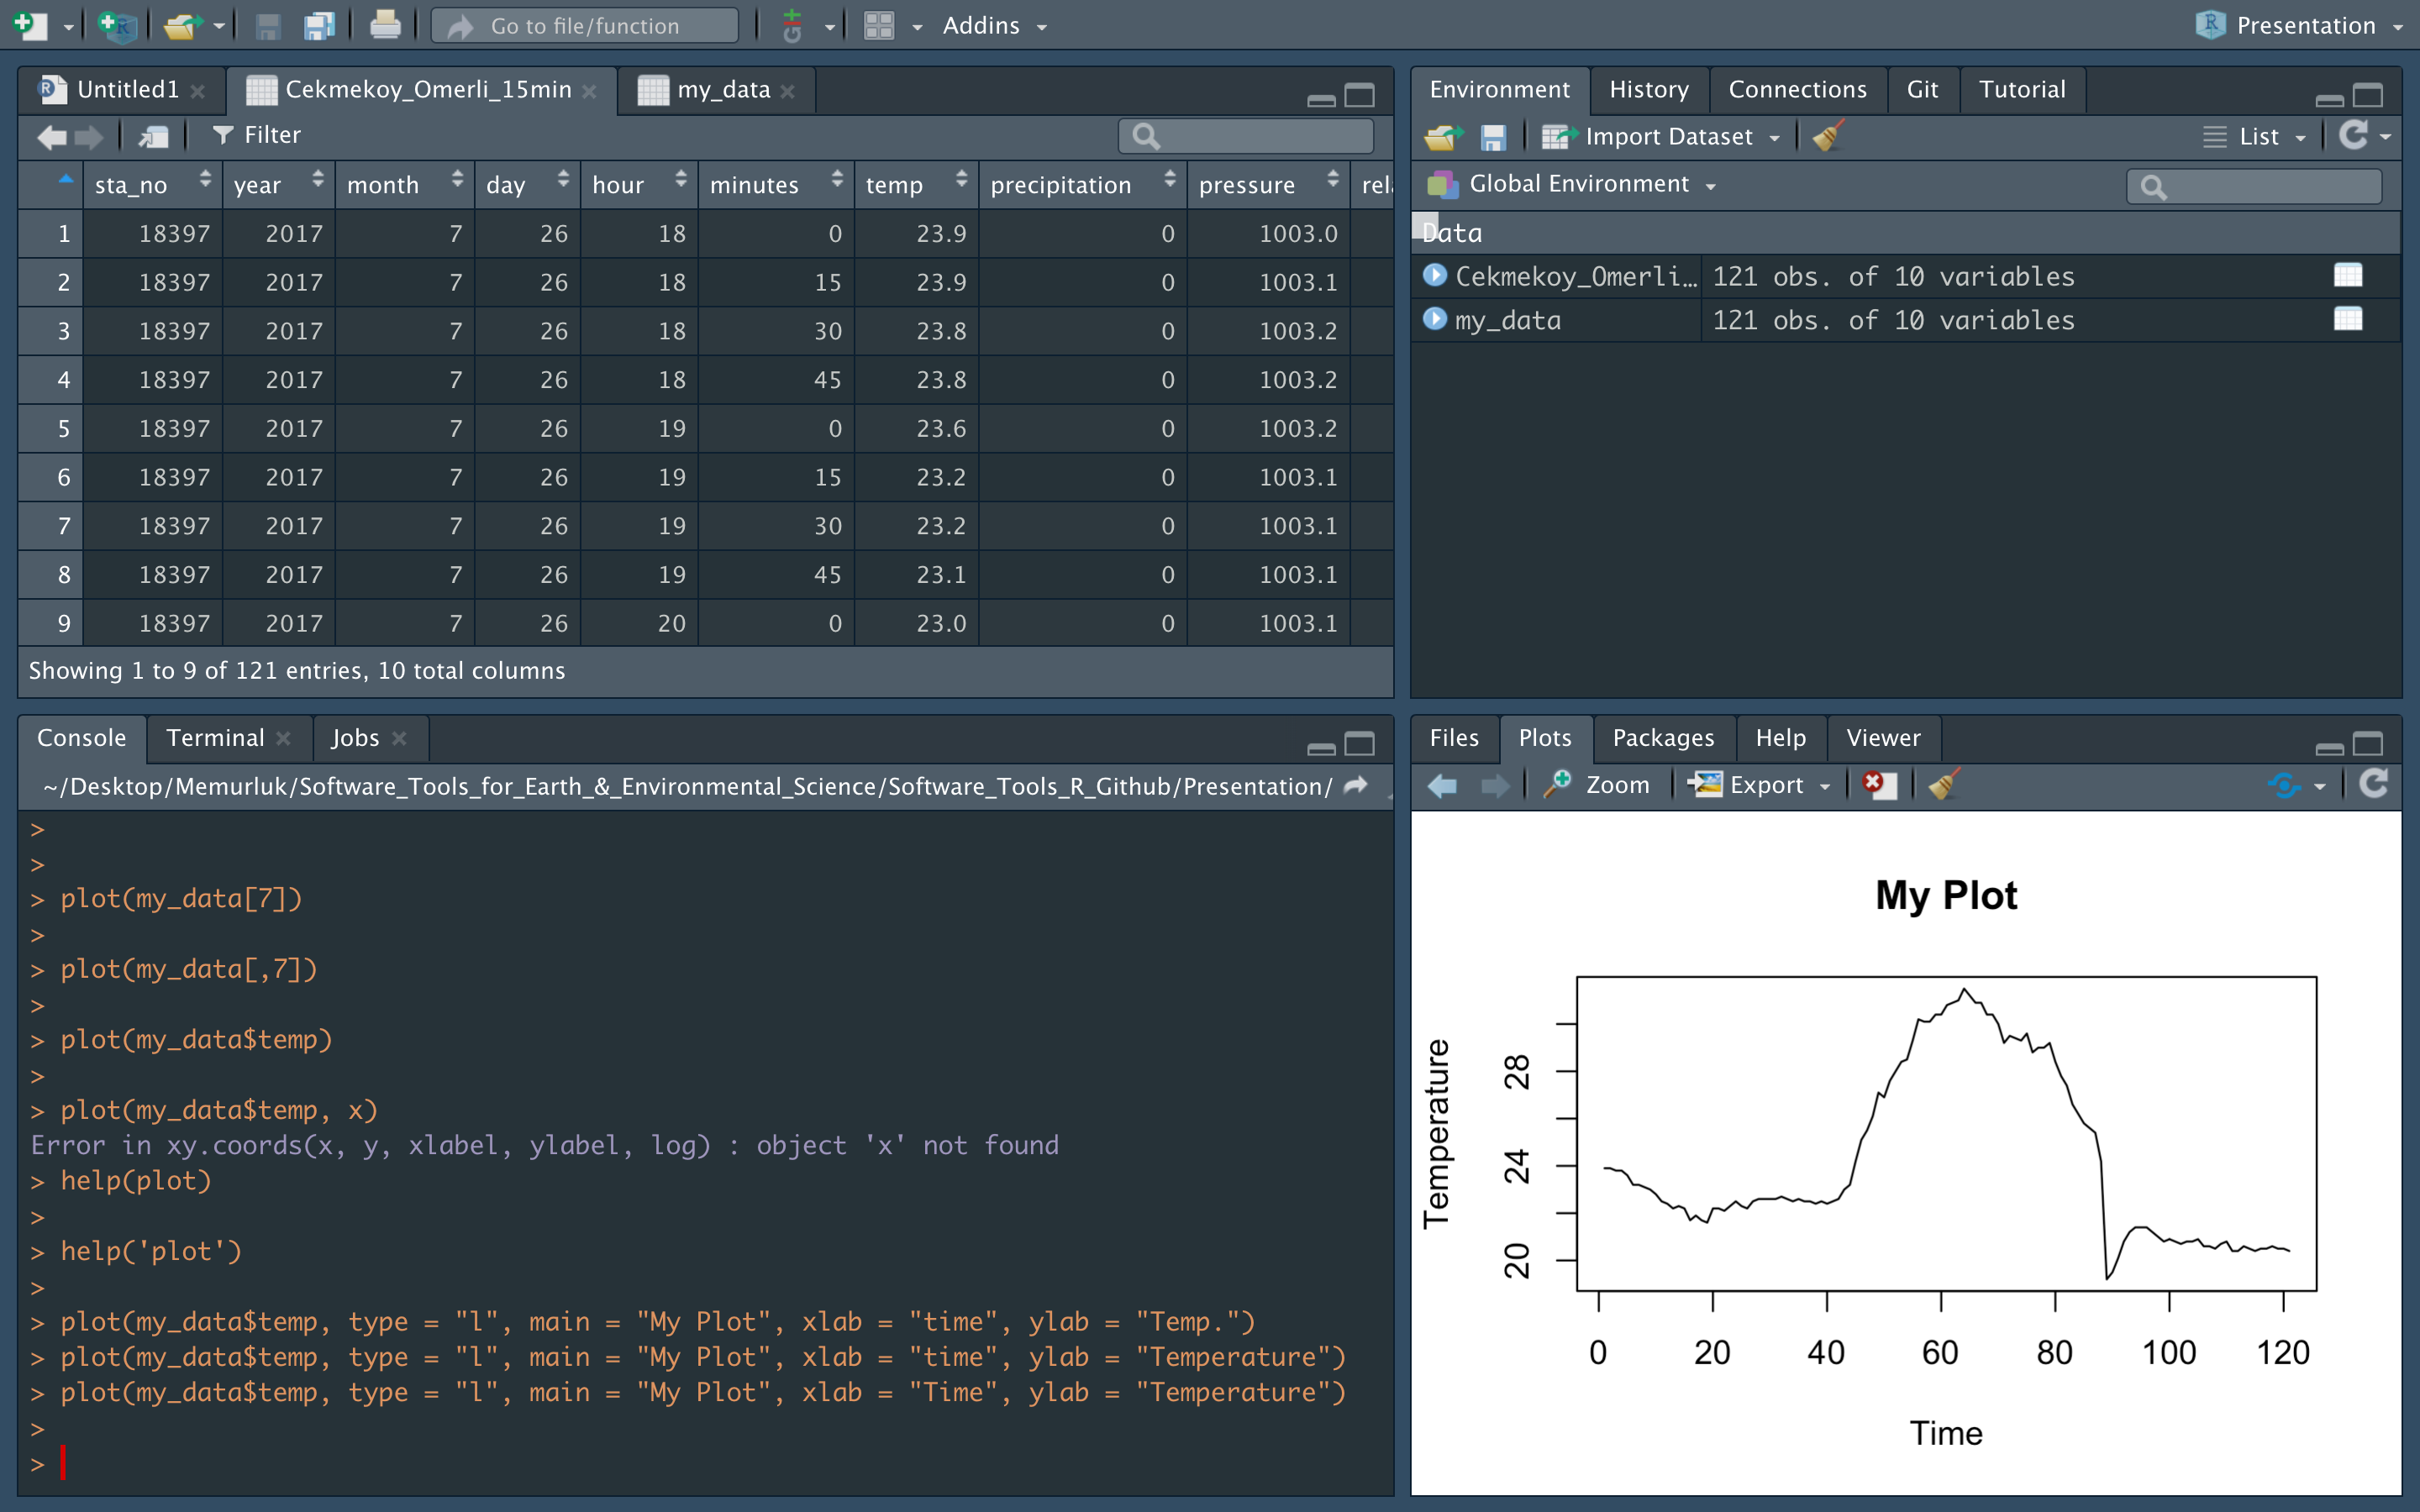 Go to file/function
Addins
Presentation
Untitled1
Cekmekoy_Omerli_15min
my_data
Filter
sta_no year month day hour minutes temp precipitation pressure rela
1 18397 2017 7 26 18 0 23.9 0 1003.0
2 18397 2017 7 26 18 15 23.9 0 1003.1
3 18397 2017 7 26 18 30 23.8 0 1003.2
4 18397 2017 7 26 18 45 23.8 0 1003.2
5 18397 2017 7 26 19 0 23.6 0 1003.2
6 18397 2017 7 26 19 15 23.2 0 1003.1
7 18397 2017 7 26 19 30 23.2 0 1003.1
8 18397 2017 7 26 19 45 23.1 0 1003.1
9 18397 2017 7 26 20 0 23.0 0 1003.1
Showing 1 to 9 of 121 entries, 10 total columns
Environment History Connections Git Tutorial
Import Dataset
List
Global Environment
Data
Cekmekoy_Omerli… 121 obs. of 10 variables
my_data 121 obs. of 10 variables
Console Terminal Jobs
~/Desktop/Memurluk/Software_Tools_for_Earth_&_Environmental_Science/Software_Tools_R_Github/Presentation/
>
>
> plot(my_data[7])
>
> plot(my_data[,7])
>
> plot(my_data$temp)
>
> plot(my_data$temp, x)
Error in xy.coords(x, y, xlabel, ylabel, log) : object 'x' not found
> help(plot)
>
> help('plot')
>
> plot(my_data$temp, type = "l", main = "My Plot", xlab = "time", ylab = "Temp.")
> plot(my_data$temp, type = "l", main = "My Plot", xlab = "time", ylab = "Temperature")
> plot(my_data$temp, type = "l", main = "My Plot", xlab = "Time", ylab = "Temperature")
>
>
Files Plots Packages Help Viewer
Zoom
Export
My Plot
Temperature
28
24
20
0 20 40 60 80 100 120
Time